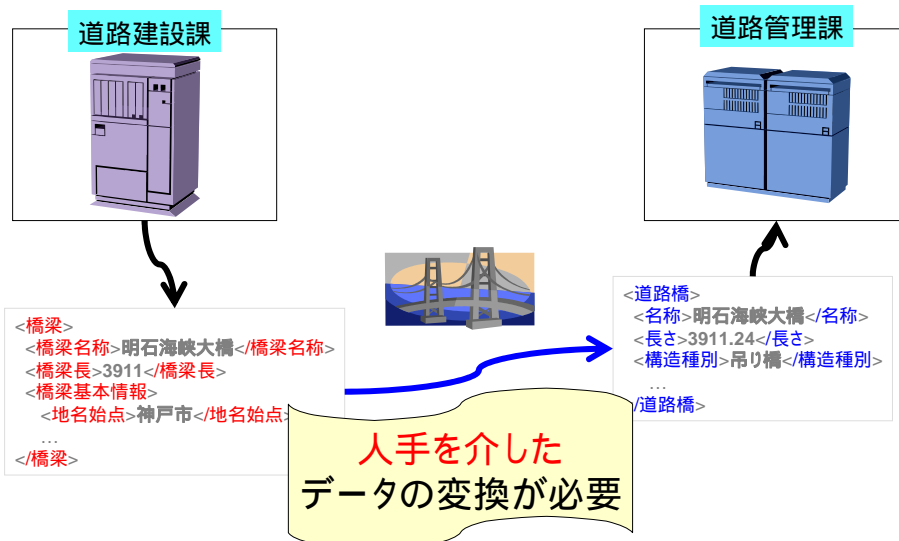 道路建設課
道路管理課
<橋梁>
<橋梁名称>明石海峡大橋</橋梁名称>
<橋梁長>3911</橋梁長>
<橋梁基本情報>
<地名始点>神戸市</地名始点>
…
</橋梁>
<道路橋>
<名称>明石海峡大橋</名称>
<長さ>3911.24</長さ>
<構造種別>吊り橋</構造種別>
…
/道路橋>
人手を介した
データの変換が必要